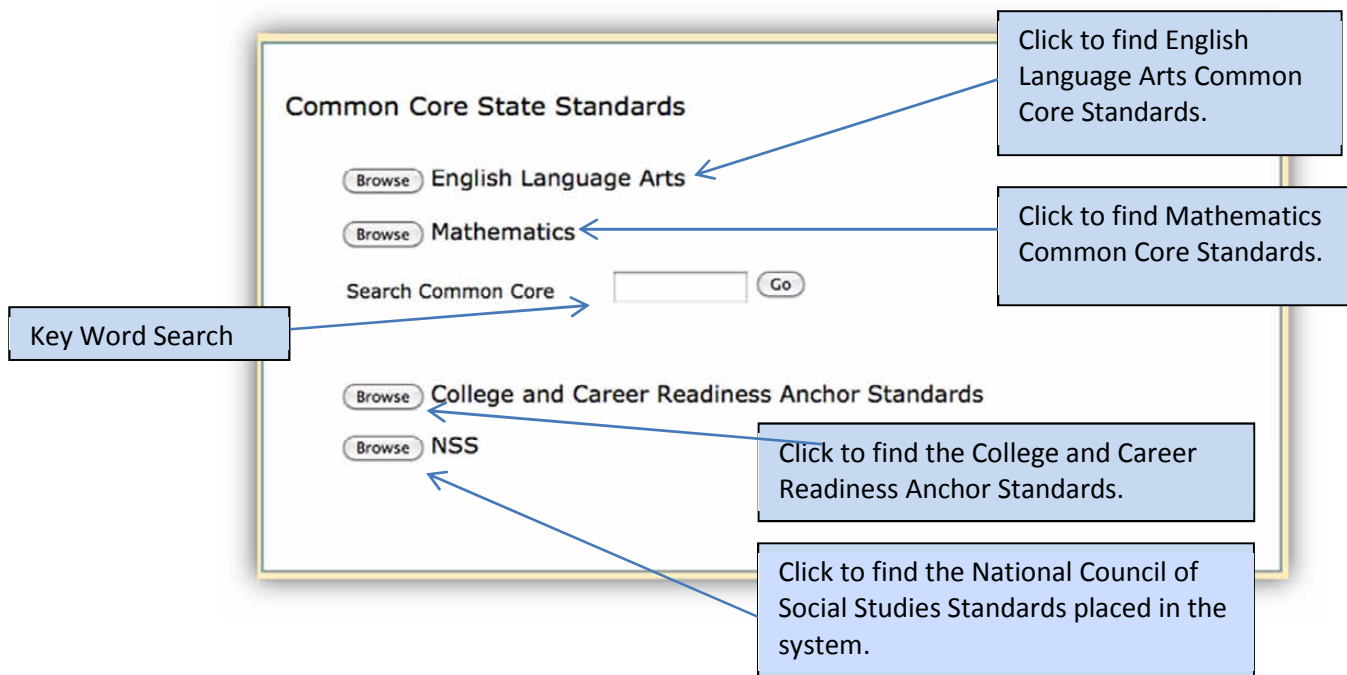 Click to find English
Language Arts Common
Core Standards.
Common Core State Standards
Browse English Language Arts
Click to find Mathematics
Common Core Standards.
Browse Mathematics
Search Common Core Go
Key Word Search
Browse College and Career Readiness Anchor Standards
Browse NSS
Click to find the College and Career
Readiness Anchor Standards.
Click to find the National Council of
Social Studies Standards placed in the
system.